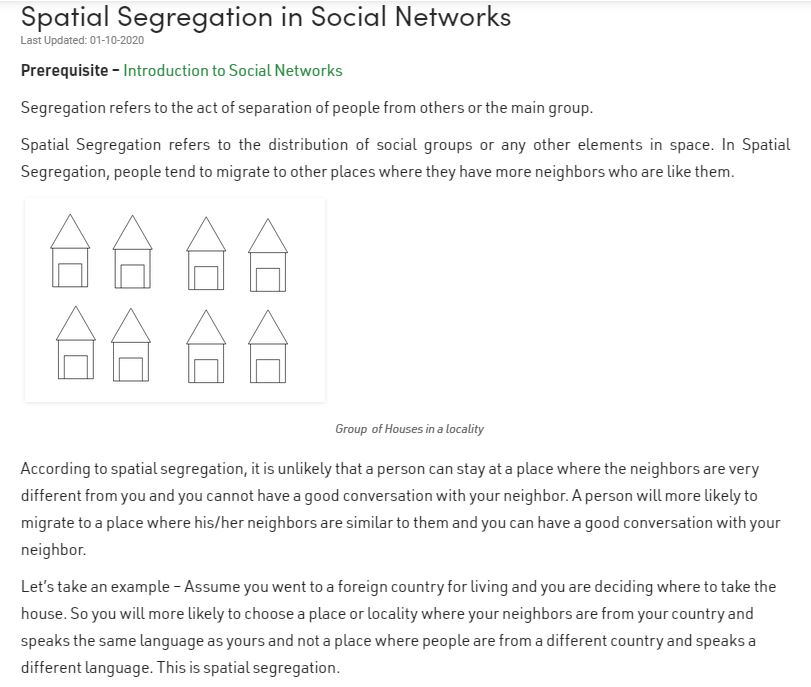 Spatial Segregation in Social Networks
Last Updated: 01-10-2020
Prerequisite – Introduction to Social Networks
Segregation refers to the act of separation of people from others or the main group.
Spatial Segregation refers to the distribution of social groups or any other elements in space. In Spatial
Segregation, people tend to migrate to other places where they have more neighbors who are like them.
Group of Houses in a locality
According to spatial segregation, it is unlikely that a person can stay at a place where the neighbors are very
different from you and you cannot have a good conversation with your neighbor. A person will more likely to
migrate to a place where his/her neighbors are similar to them and you can have a good conversation with your
neighbor.
Let's take an example – Assume you went to a foreign country for living and you are deciding where to take the
house. So you will more likely to choose a place or locality where your neighbors are from your country and
speaks the same language as yours and not a place where people are from a different country and speaks a
different language. This is spatial segregation.